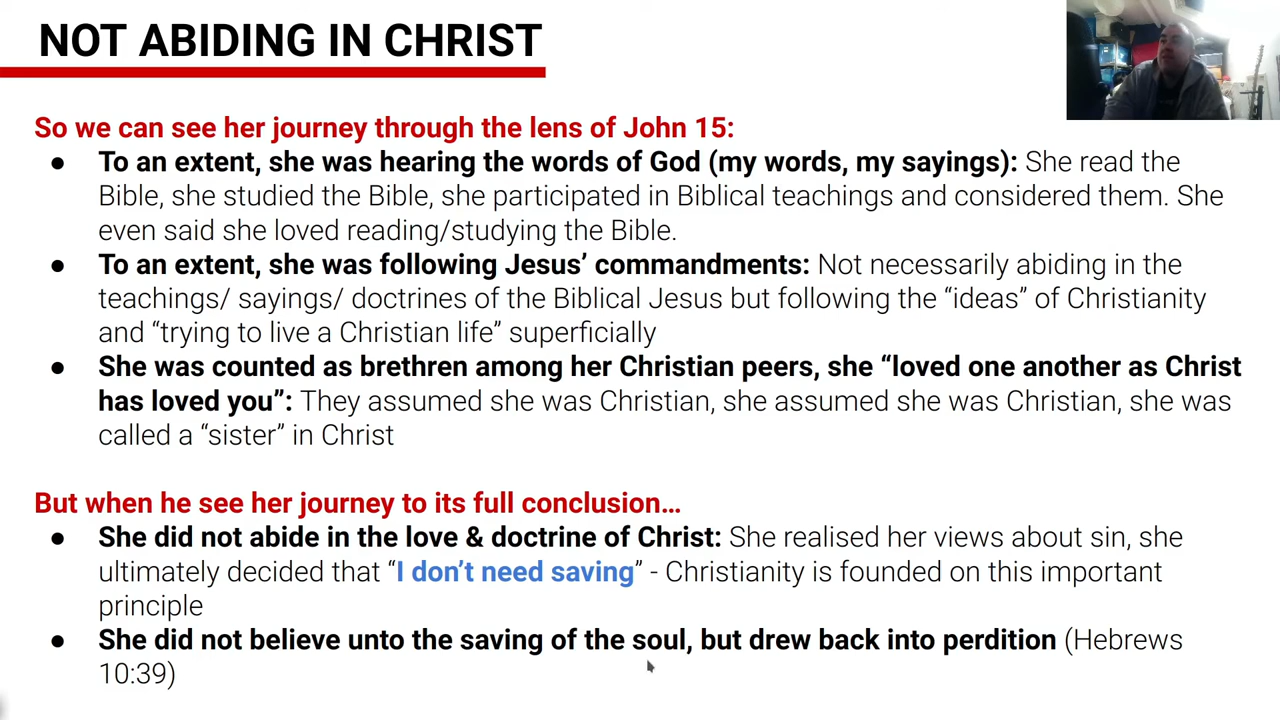 NOT ABIDING IN CHRIST
So we can see her journey through the lens of John 15:
● To an extent, she was hearing the words of God (my words, my sayings): She read the
Bible, she studied the Bible, she participated in Biblical teachings and considered them. She
even said she loved reading/studying the Bible.
● To an extent, she was following Jesus’ commandments: Not necessarily abiding in the
teachings/ sayings/ doctrines of the Biblical Jesus but following the “ideas” of Christianity
and “trying to live a Christian life” superficially
● She was counted as brethren among her Christian peers, she “loved one another as Christ
has loved you”: They assumed she was Christian, she assumed she was Christian, she was
called a “sister” in Christ
But when he see her journey to its full conclusion…
● She did not abide in the love & doctrine of Christ: She realised her views about sin, she
ultimately decided that “I don’t need saving” - Christianity is founded on this important
principle
● She did not believe unto the saving of the soul, but drew back into perdition (Hebrews
10:39)